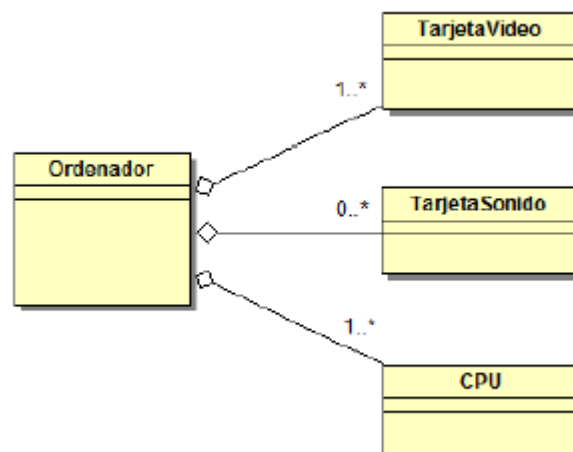 TarjetaVideo
1..*
Ordenador
0..*
TarjetaSonido
1..*
CPU